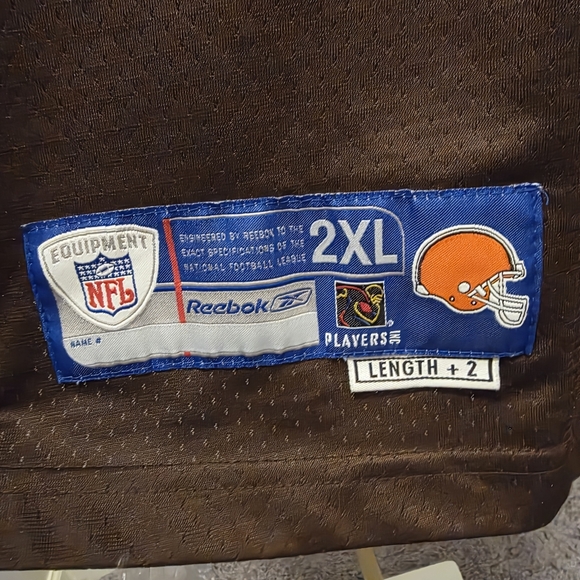 EQUIPMENT
NFL
NAME #
ENGINEERED BY REEBOK TO THE
EXACT SPECIFICATIONS OF THE
NATIONAL FOOTBALL LEAGUE
2XL
Reebok
PLAYERS INC
LENGTH + 2